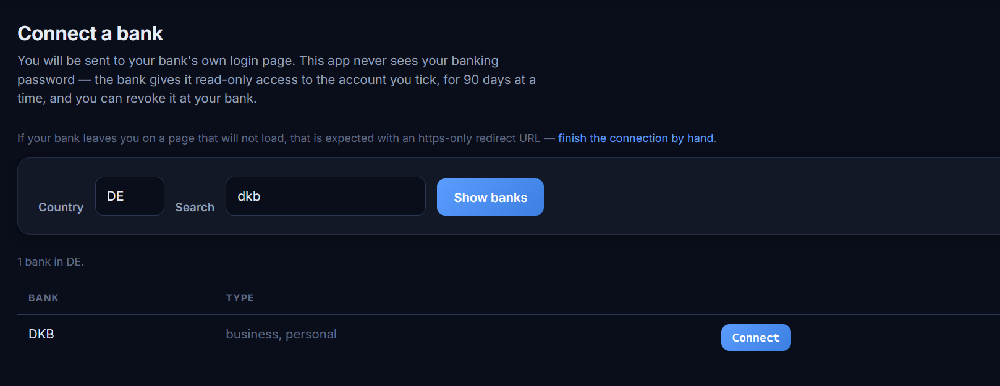 Connect a bank
You will be sent to your bank's own login page. This app never sees your banking
password — the bank gives it read-only access to the account you tick, for 90 days at a
time, and you can revoke it at your bank.
If your bank leaves you on a page that will not load, that is expected with an https-only redirect URL — finish the connection by hand.
Country DE Search dkb Show banks
1 bank in DE.
BANK TYPE
DKB business, personal Connect